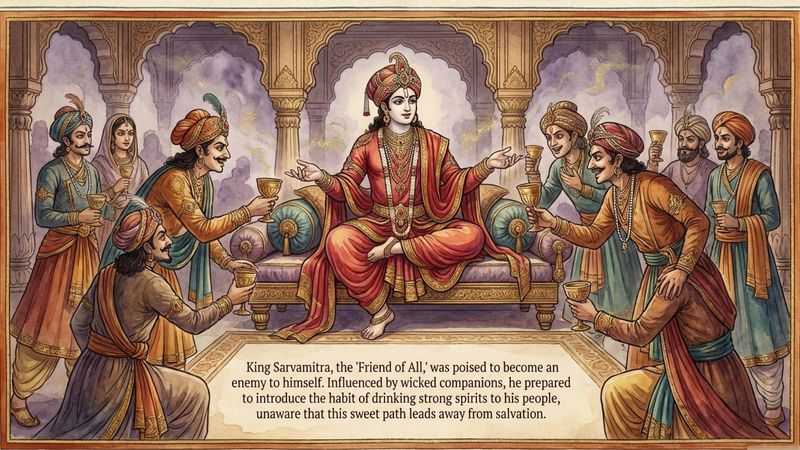 King Sarvamitra, the 'Friend of All,' was poised to become an
enemy to himself. Influenced by wicked companions, he prepared
to introduce the habit of drinking strong spirits to his people,
unaware that this sweet path leads away from salvation.